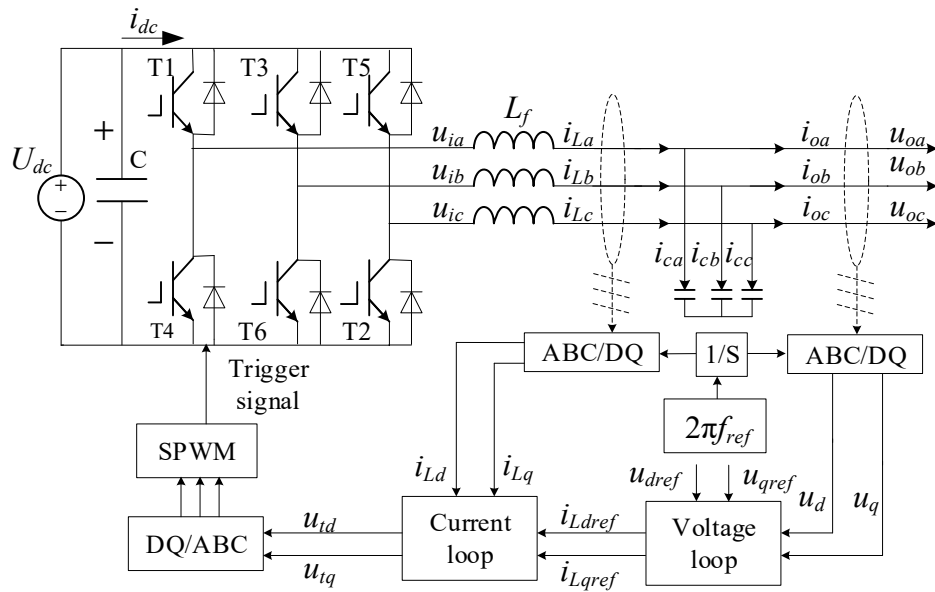 i_dc
T1 T3 T5
L_f
+
u_ia i_La i_oa u_oa
U_dc
C
+
−
u_ib i_Lb i_ob u_ob
u_ic i_Lc i_oc u_oc
−
i_ca i_cb i_cc
T4 T6 T2
ABC/DQ
1/S
ABC/DQ
Trigger
signal
2πf_ref
SPWM
i_Ld i_Lq
u_dref u_qref
u_d u_q
DQ/ABC
u_td
u_tq
Current
loop
i_Ldref
i_Lqref
Voltage
loop